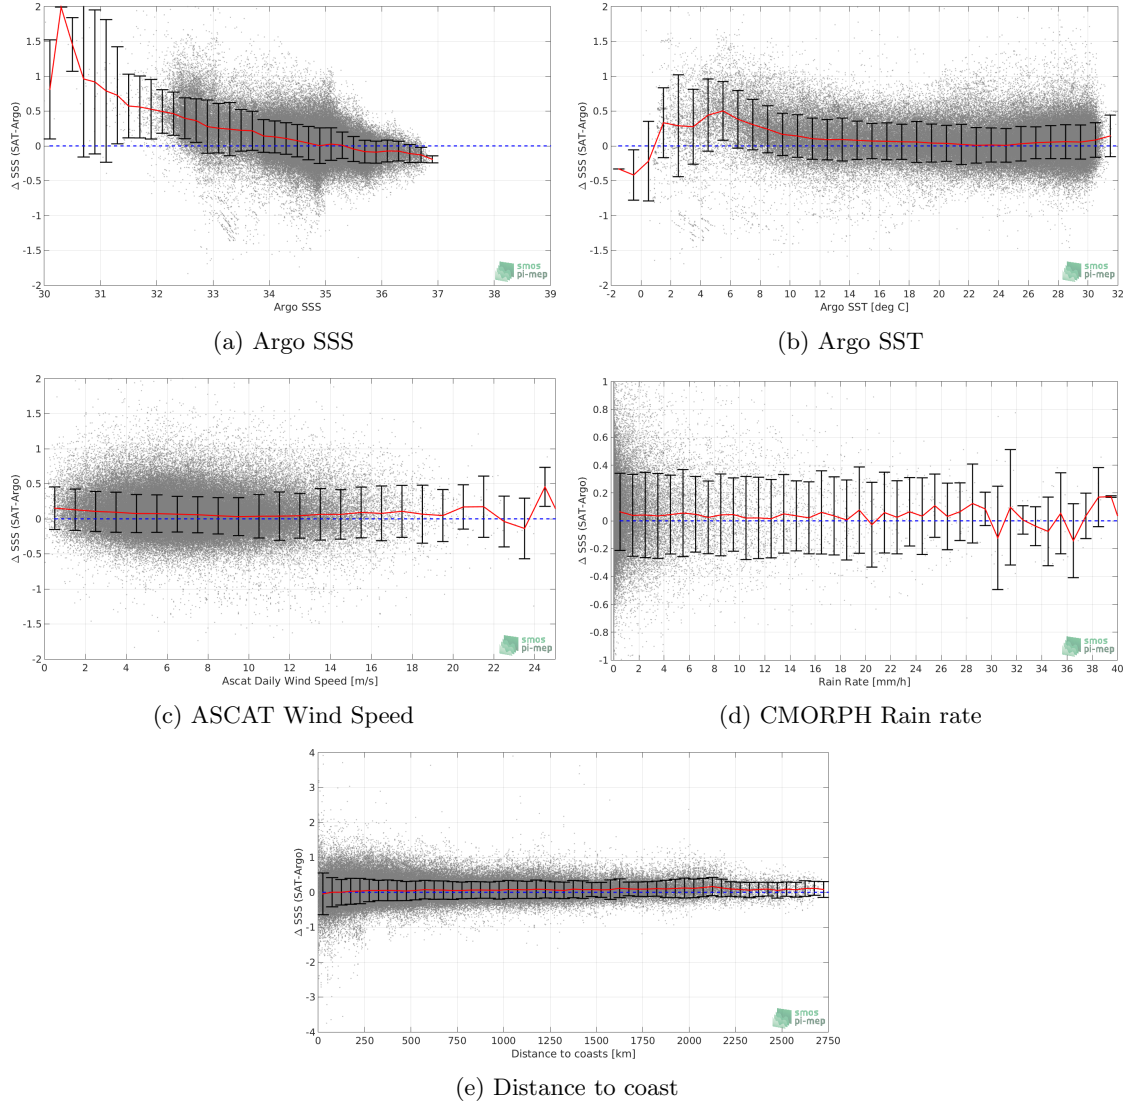 2
1.5
1
0.5
0
-0.5
-1
-1.5
-2
Δ SSS (SAT-Argo)
30 31 32 33 34 35 36 37 38 39
Argo SSS
smos
pi-mep
(a) Argo SSS
2
1.5
1
0.5
0
-0.5
-1
-1.5
-2
Δ SSS (SAT-Argo)
-2 0 2 4 6 8 10 12 14 16 18 20 22 24 26 28 30 32
Argo SST [deg C]
smos
pi-mep
(b) Argo SST
2
1.5
1
0.5
0
-0.5
-1
-1.5
-2
Δ SSS (SAT-Argo)
0 2 4 6 8 10 12 14 16 18 20 22 24
Ascat Daily Wind Speed [m/s]
smos
pi-mep
(c) ASCAT Wind Speed
1
0.8
0.6
0.4
0.2
0
-0.2
-0.4
-0.6
-0.8
-1
Δ SSS (SAT-Argo)
0 2 4 6 8 10 12 14 16 18 20 22 24 26 28 30 32 34 36 38 40
Rain Rate [mm/h]
smos
pi-mep
(d) CMORPH Rain rate
4
3
2
1
0
-1
-2
-3
-4
Δ SSS (SAT-Argo)
0 250 500 750 1000 1250 1500 1750 2000 2250 2500 2750
Distance to coasts [km]
smos
pi-mep
(e) Distance to coast